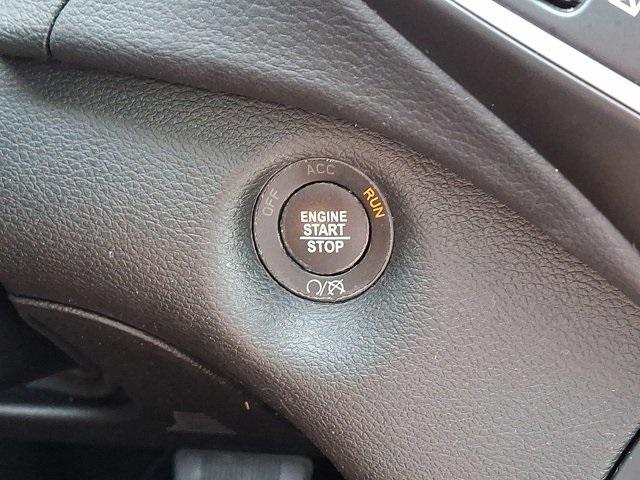 OFF ACC RUN
ENGINE
START
STOP